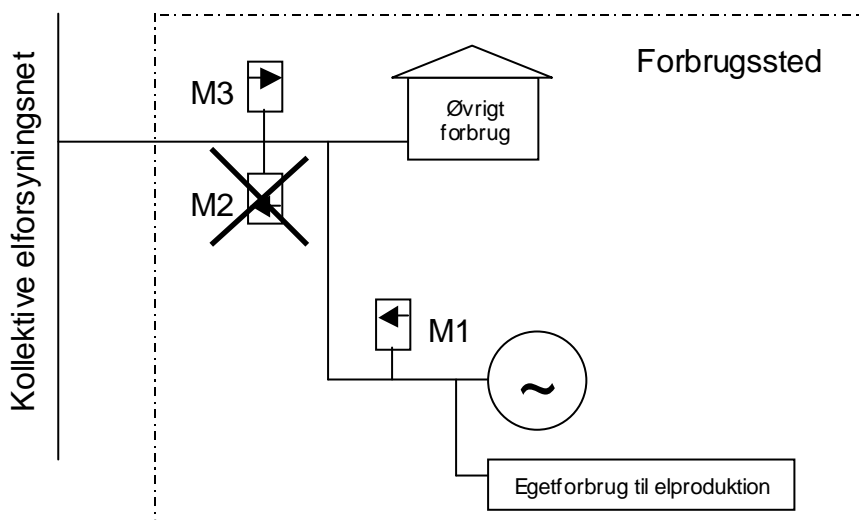 Kollektive elforsyningsnet
Forbrugssted
M3
Øvrigt
forbrug
M2
M1
~
Egetforbrug til elproduktion